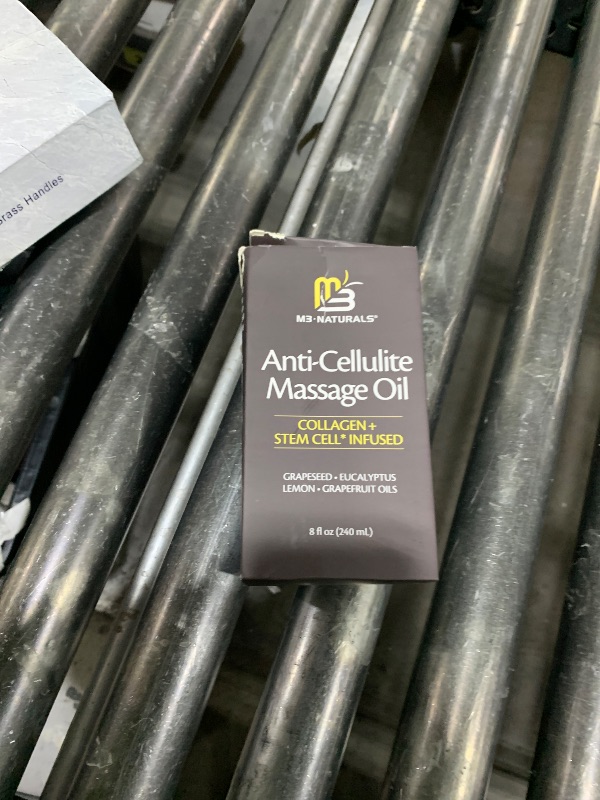 Brass Handles
M3
M3·NATURALS®
Anti-Cellulite
Massage Oil
COLLAGEN +
STEM CELL* INFUSED
GRAPESEED • EUCALYPTUS
LEMON • GRAPEFRUIT OILS
8 fl oz (240 mL)